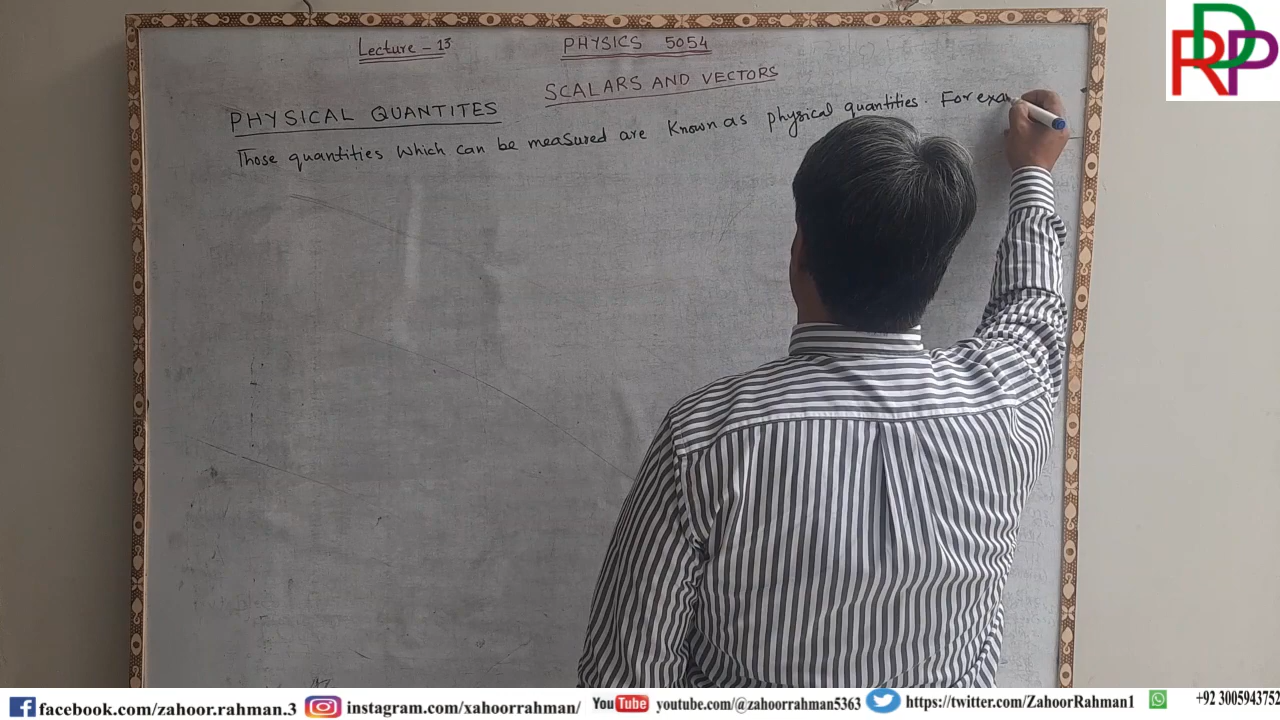 Lecture - 13
PHYSICS 5054
SCALARS AND VECTORS
PHYSICAL QUANTITES
Those quantities which can be measured are known as physical quantities. For exam
RDP
facebook.com/zahoor.rahman.3
instagram.com/xahoorrahman/
YouTube youtube.com/@zahoorrahman5363
https://twitter.com/ZahoorRahman1
+92 3005943752